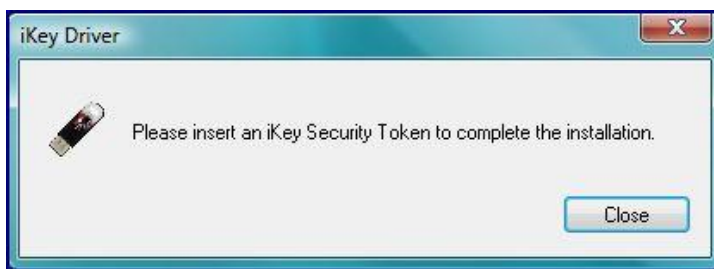 iKey Driver
Please insert an iKey Security Token to complete the installation.
Close